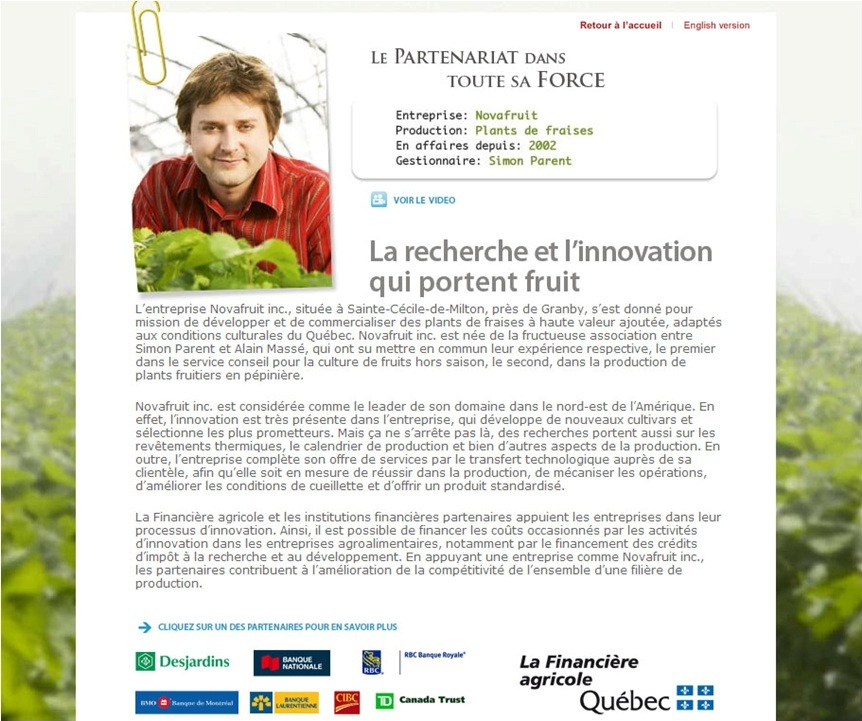 Retour à l'accueil | English version
LE PARTENARIAT DANS
TOUTE SA FORCE
Entreprise: Novafruit
Production: Plants de fraises
En affaires depuis: 2002
Gestionnaire: Simon Parent
VOIR LE VIDEO
La recherche et l'innovation
qui portent fruit
L'entreprise Novafruit inc., située à Sainte-Cécile-de-Milton, près de Granby, s'est donné pour
mission de développer et de commercialiser des plants de fraises à haute valeur ajoutée, adaptés
aux conditions culturales du Québec. Novafruit inc. est née de la fructueuse association entre
Simon Parent et Alain Massé, qui ont su mettre en commun leur expérience respective, le premier
dans le service conseil pour la culture de fruits hors saison, le second, dans la production de
plants fruitiers en pépinière.
Novafruit inc. est considérée comme le leader de son domaine dans le nord-est de l'Amérique. En
effet, l'innovation est très présente dans l'entreprise, qui développe de nouveaux cultivars et
sélectionne les plus prometteurs. Mais ça ne s'arrête pas là, des recherches portent aussi sur les
revêtements thermiques, le calendrier de production et bien d'autres aspects de la production. En
outre, l'entreprise complète son offre de services par le transfert technologique auprès de sa
clientèle, afin qu'elle soit en mesure de réussir dans la production, de mécaniser les opérations,
d'améliorer les conditions de cueillette et d'offrir un produit standardisé.
La Financière agricole et les institutions financières partenaires appuient les entreprises dans leur
processus d'innovation. Ainsi, il est possible de financer les coûts occasionnés par les activités
d'innovation dans les entreprises agroalimentaires, notamment par le financement des crédits
d'impôt à la recherche et au développement. En appuyant une entreprise comme Novafruit inc.,
les partenaires contribuent à l'amélioration de la compétitivité de l'ensemble d'une filière de
production.
CLIQUEZ SUR UN DES PARTENAIRES POUR EN SAVOIR PLUS
Desjardins
BANQUE
NATIONALE
RBC
RBC Banque Royale
La Financière
agricole
Québec
BMO Banque de Montréal
BANQUE
LAURENTIENNE
CIBC
TD Canada Trust